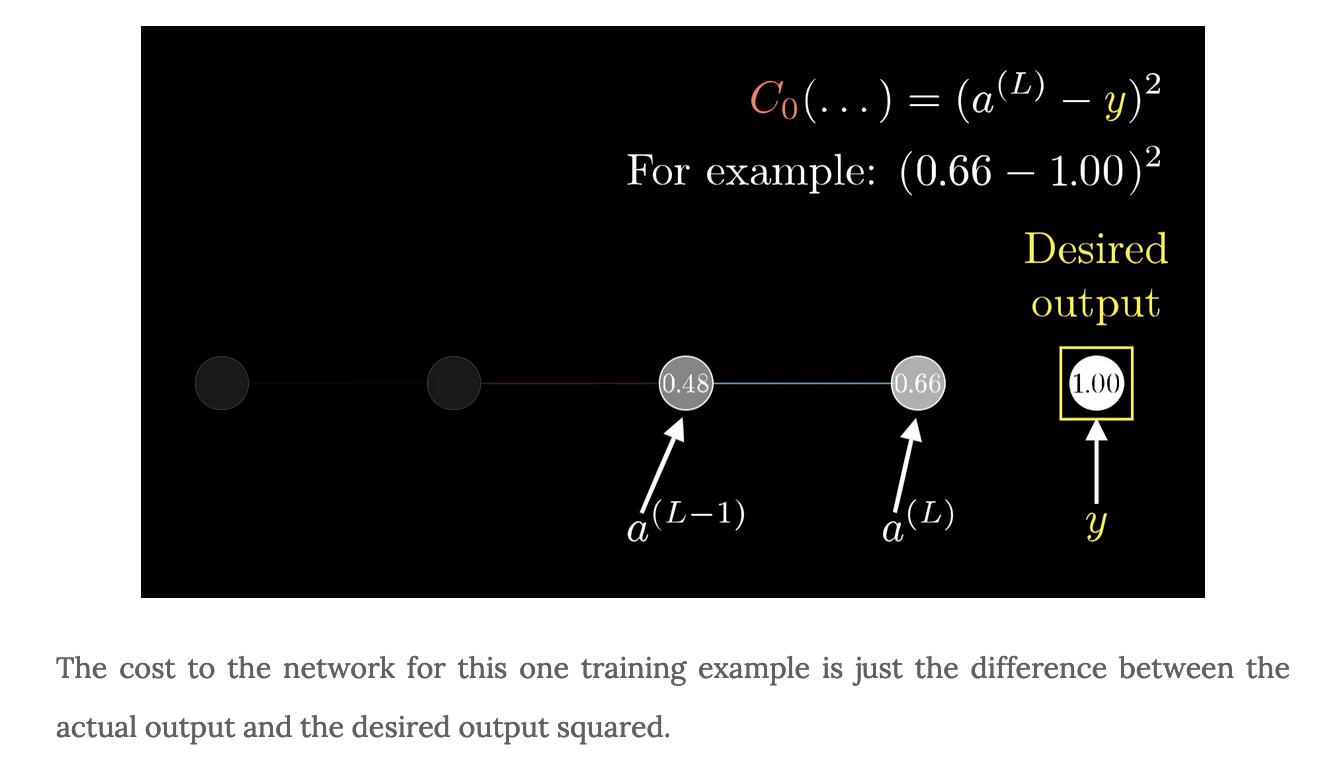 C₀(...) = (a⁽ᴸ⁾ − y)²
For example: (0.66 − 1.00)²
Desired
output
0.48
0.66
1.00
a⁽ᴸ⁻¹⁾
a⁽ᴸ⁾
y
The cost to the network for this one training example is just the difference between the
actual output and the desired output squared.